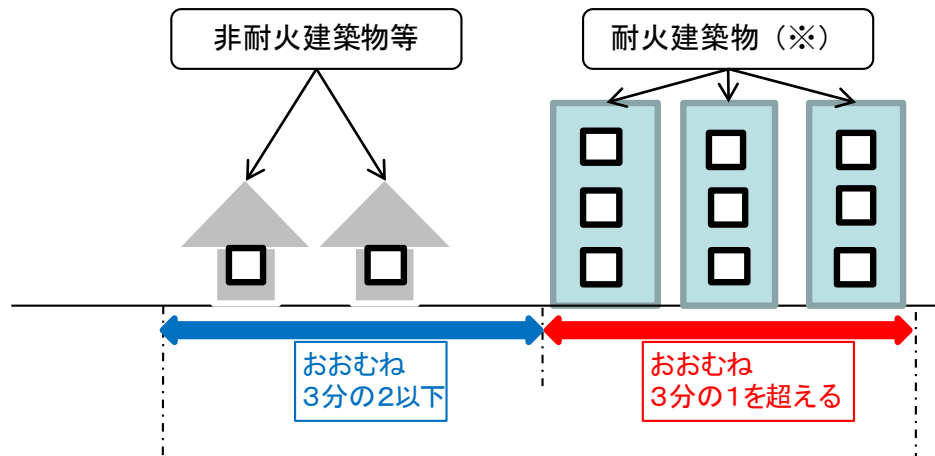 非耐火建築物等
耐火建築物（※）
おおむね
３分の２以下
おおむね
３分の１を超える